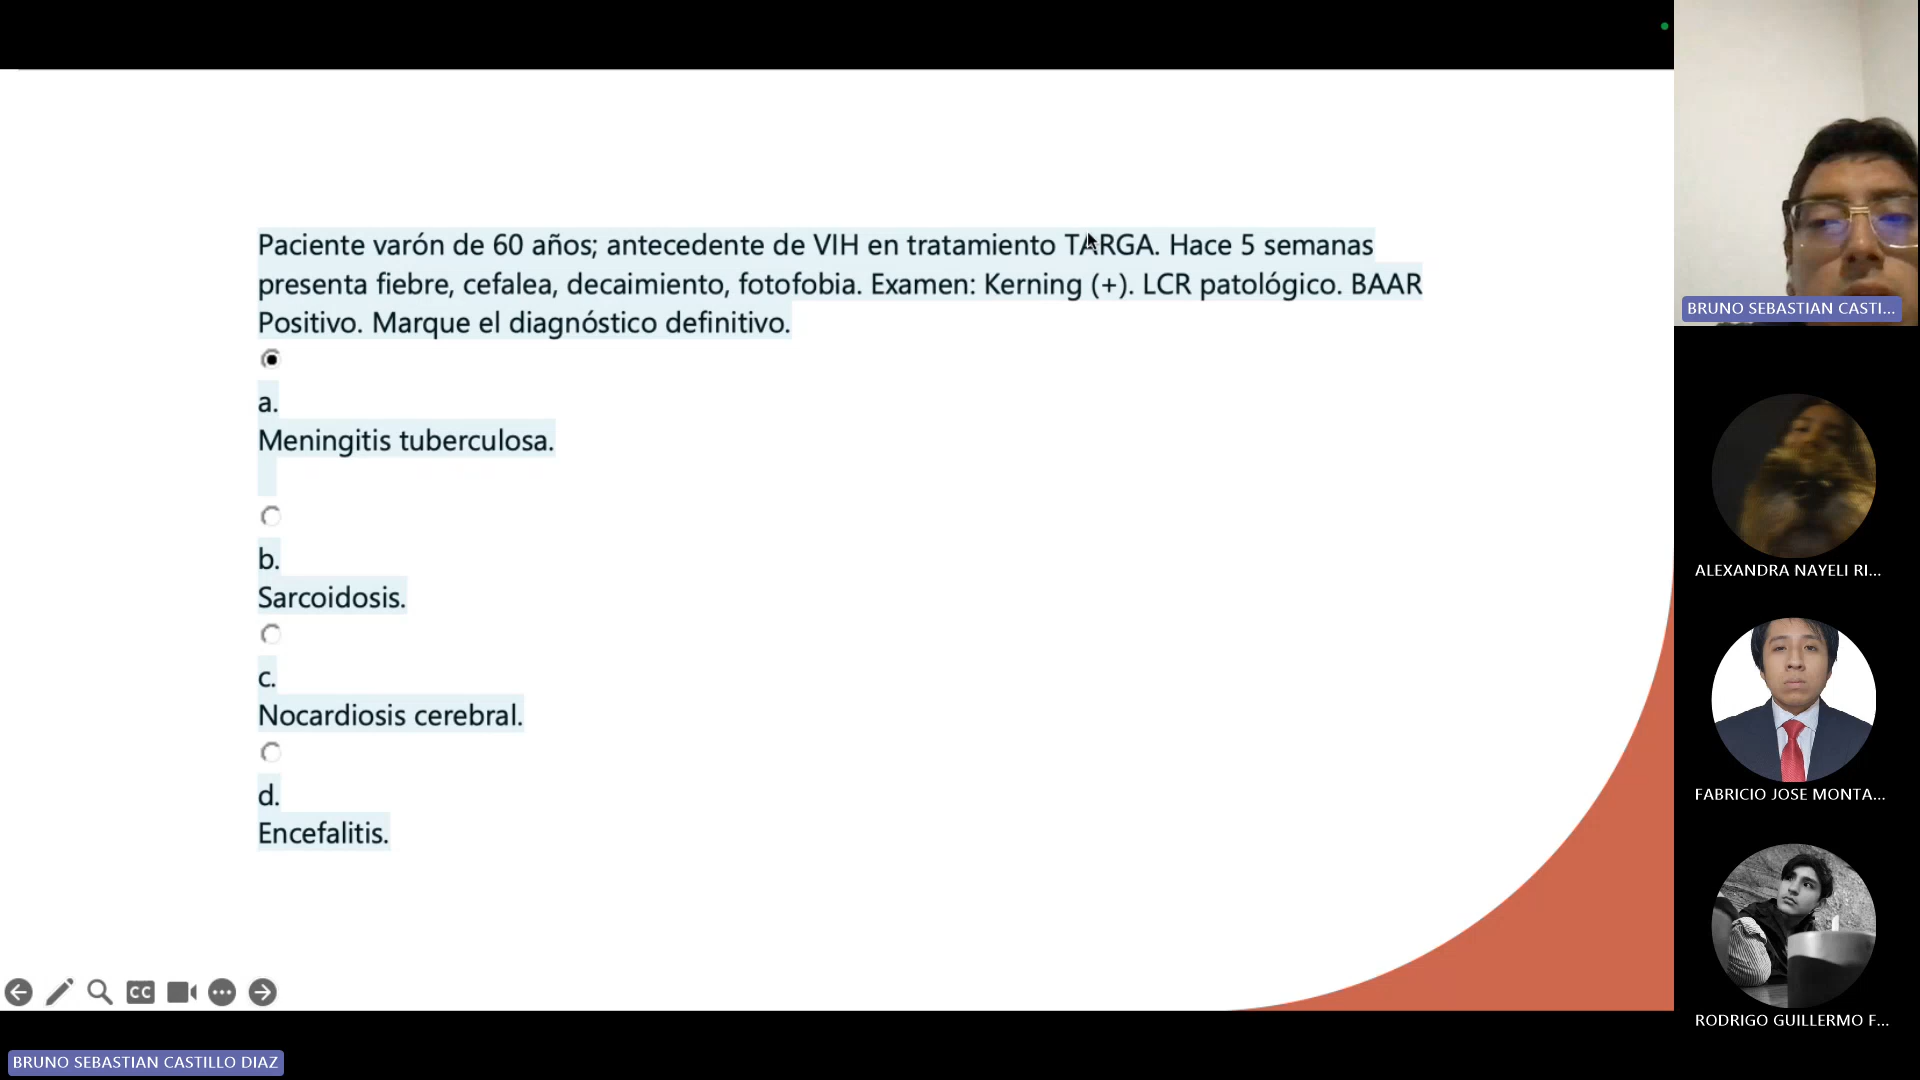 Paciente varón de 60 años; antecedente de VIH en tratamiento TARGA. Hace 5 semanas
presenta fiebre, cefalea, decaimiento, fotofobia. Examen: Kerning (+). LCR patológico. BAAR
Positivo. Marque el diagnóstico definitivo.
a.
Meningitis tuberculosa.
b.
Sarcoidosis.
c.
Nocardiosis cerebral.
d.
Encefalitis.
CC
BRUNO SEBASTIAN CASTILLO DIAZ
BRUNO SEBASTIAN CASTI...
ALEXANDRA NAYELI RI...
FABRICIO JOSE MONTA...
RODRIGO GUILLERMO F...